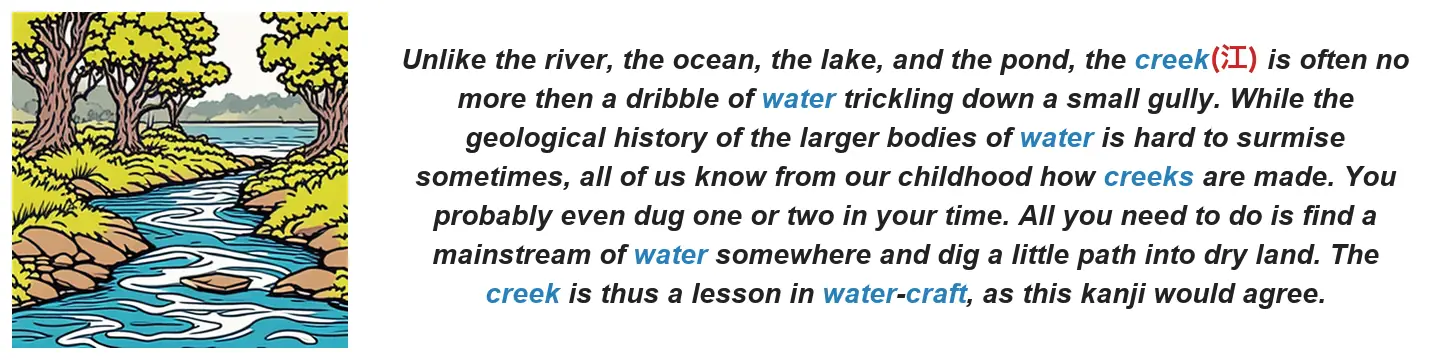 Unlike the river, the ocean, the lake, and the pond, the creek(江) is often no
more then a dribble of water trickling down a small gully. While the
geological history of the larger bodies of water is hard to surmise
sometimes, all of us know from our childhood how creeks are made. You
probably even dug one or two in your time. All you need to do is find a
mainstream of water somewhere and dig a little path into dry land. The
creek is thus a lesson in water-craft, as this kanji would agree.